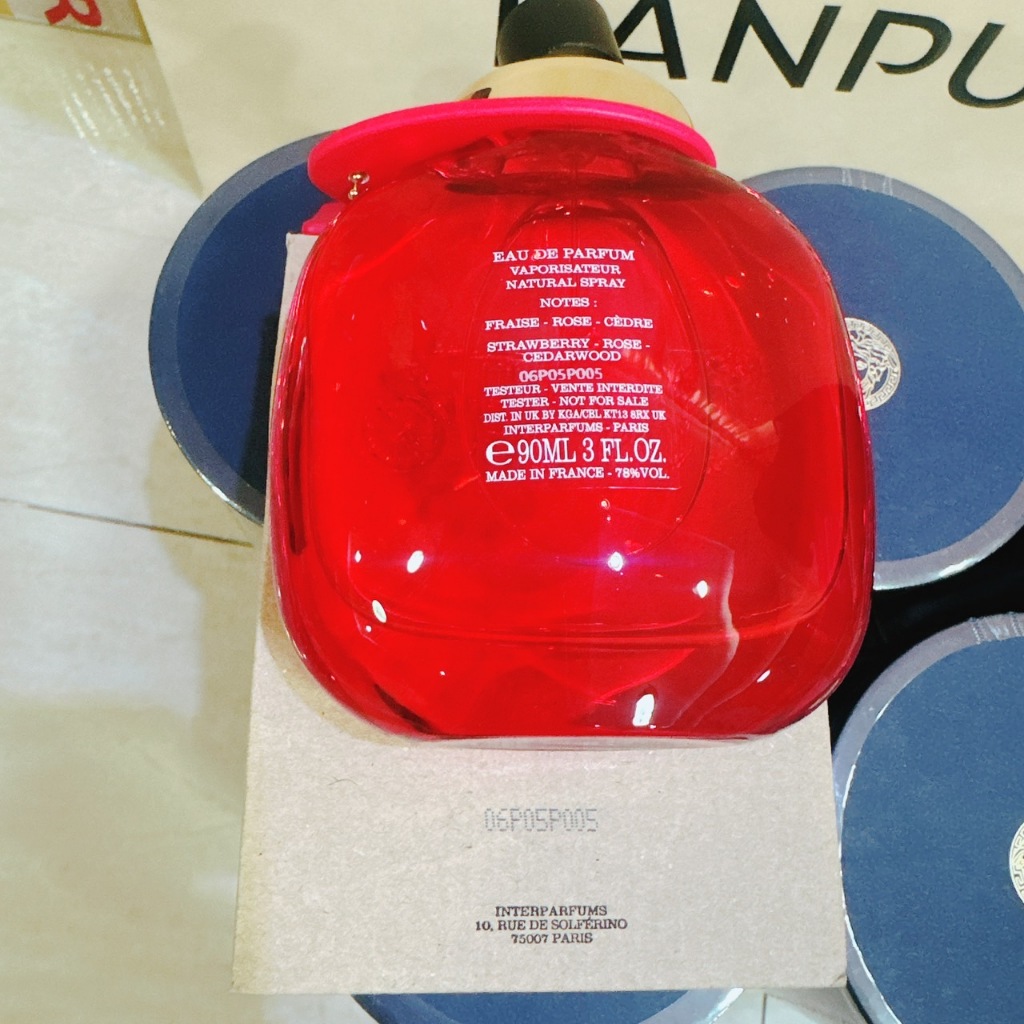 ANPU
EAU DE PARFUM
VAPORISATEUR
NATURAL SPRAY
NOTES :
FRAISE - ROSE - CÈDRE
STRAWBERRY - ROSE -
CEDARWOOD
06P05P005
TESTEUR - VENTE INTERDITE
TESTER - NOT FOR SALE
DIST. IN UK BY KGA/CBL KT13 8RX UK
INTERPARFUMS - PARIS
℮90ML 3 FL.OZ.
MADE IN FRANCE - 78%VOL.
06P05P005
INTERPARFUMS
10, RUE DE SOLFÉRINO
75007 PARIS